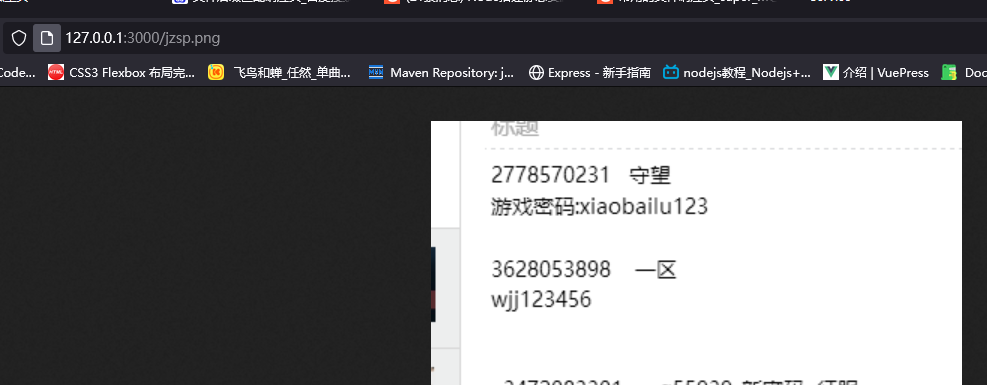 127.0.0.1:3000/jzsp.png
Code... CSS3 Flexbox 布局完... 飞鸟和蝉_任然_单曲... Maven Repository: j... Express - 新手指南 nodejs教程_Nodejs+... 介绍 | VuePress Doc
标题
2778570231 守望
游戏密码:xiaobailu123
3628053898 一区
wjj123456